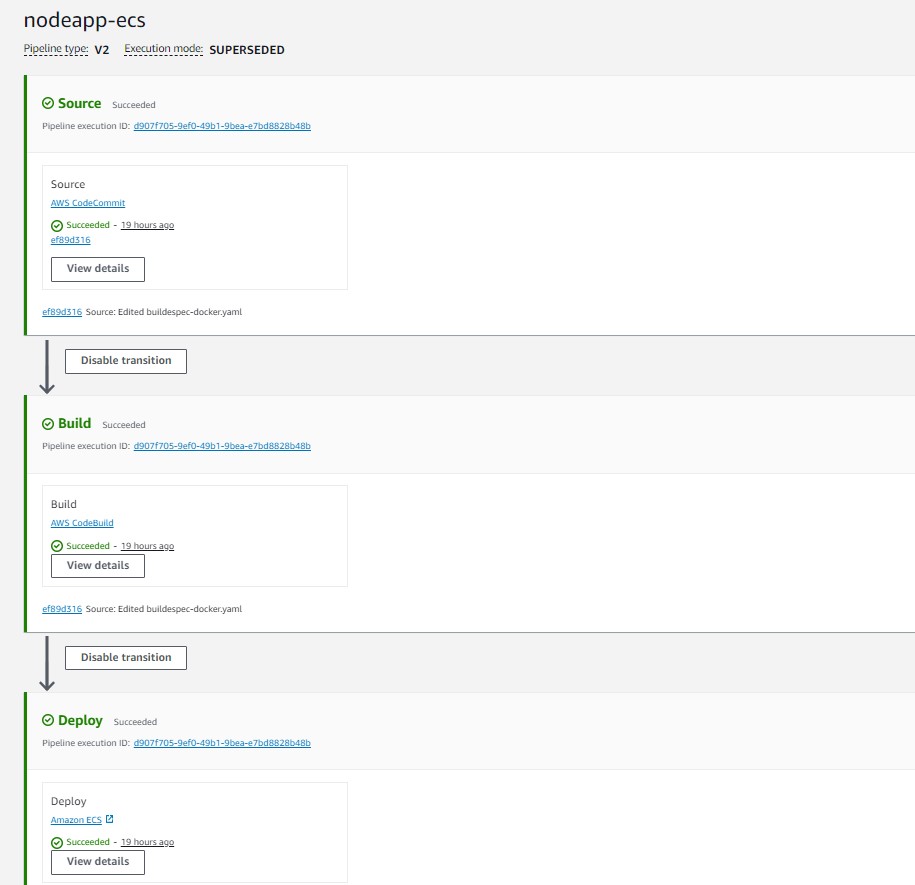 nodeapp-ecs
Pipeline type: V2 Execution mode: SUPERSEDED
Source Succeeded
Pipeline execution ID: d907f705-9ef0-49b1-9bea-e7bd8828b48b
Source
AWS CodeCommit
Succeeded - 19 hours ago
ef89d316
View details
ef89d316 Source: Edited buildespec-docker.yaml
Disable transition
Build Succeeded
Pipeline execution ID: d907f705-9ef0-49b1-9bea-e7bd8828b48b
Build
AWS CodeBuild
Succeeded - 19 hours ago
View details
ef89d316 Source: Edited buildespec-docker.yaml
Disable transition
Deploy Succeeded
Pipeline execution ID: d907f705-9ef0-49b1-9bea-e7bd8828b48b
Deploy
Amazon ECS
Succeeded - 19 hours ago
View details